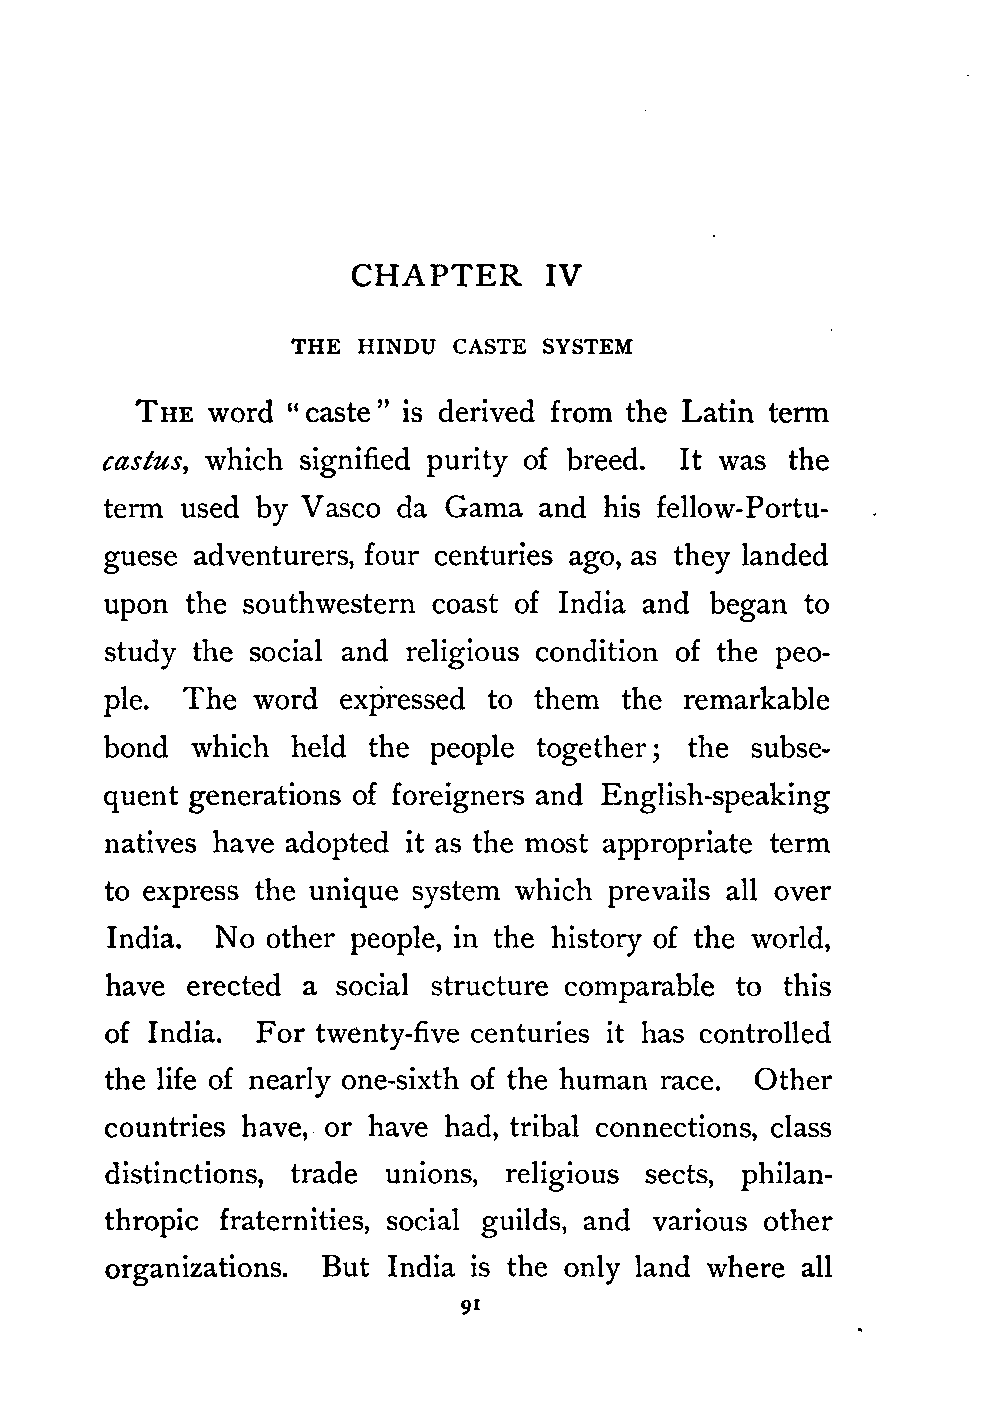 CHAPTER IV
THE HINDU CASTE SYSTEM
THE word "caste" is derived from the Latin term
castus, which signified purity of breed. It was the
term used by Vasco da Gama and his fellow-Portu-
guese adventurers, four centuries ago, as they landed
upon the southwestern coast of India and began to
study the social and religious condition of the peo-
ple. The word expressed to them the remarkable
bond which held the people together; the subse-
quent generations of foreigners and English-speaking
natives have adopted it as the most appropriate term
to express the unique system which prevails all over
India. No other people, in the history of the world,
have erected a social structure comparable to this
of India. For twenty-five centuries it has controlled
the life of nearly one-sixth of the human race. Other
countries have, or have had, tribal connections, class
distinctions, trade unions, religious sects, philan-
thropic fraternities, social guilds, and various other
organizations. But India is the only land where all
91